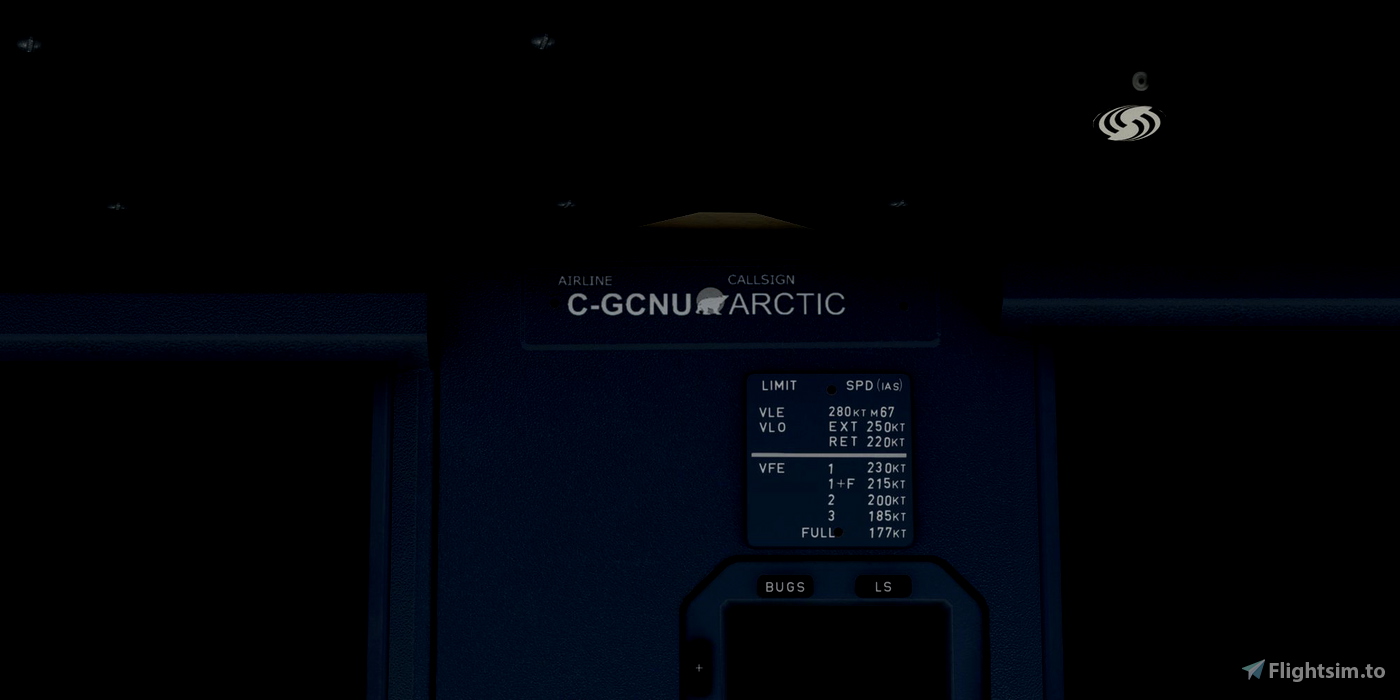 AIRLINE CALLSIGN
C-GCNU ARCTIC
LIMIT SPD (IAS)
VLE 280KT M67
VLO EXT 250KT
RET 220KT
VFE 1 230KT
1+F 215KT
2 200KT
3 185KT
FULL 177KT
BUGS LS
Flightsim.to